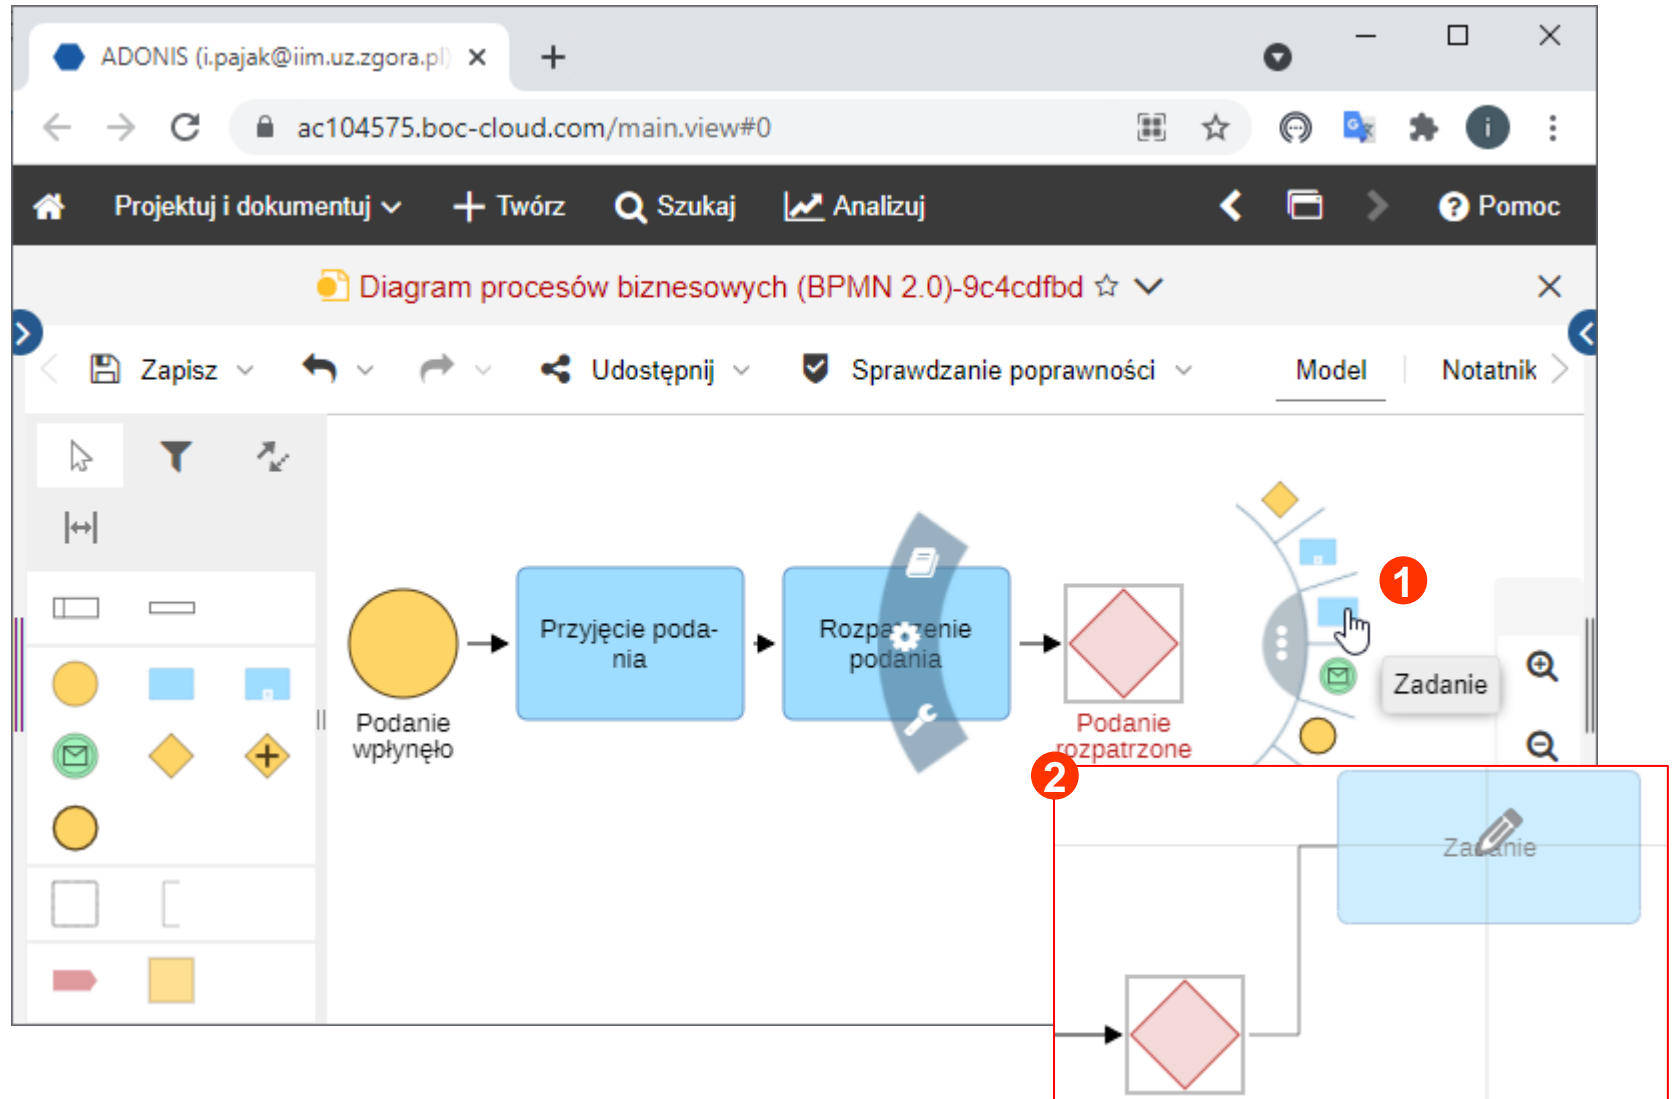 ADONIS (i.pajak@iim.uz.zgora.pl)
ac104575.boc-cloud.com/main.view#0
i
Projektuj i dokumentuj
Twórz
Szukaj
Analizuj
Pomoc
Diagram procesów biznesowych (BPMN 2.0)-9c4cdfbd
Zapisz
Udostępnij
Sprawdzanie poprawności
Model
Notatnik
1
Przyjęcie poda-
nia
Rozpatrzenie
podania
Zadanie
Podanie
wpłynęło
Podanie
rozpatrzone
2
Zadanie